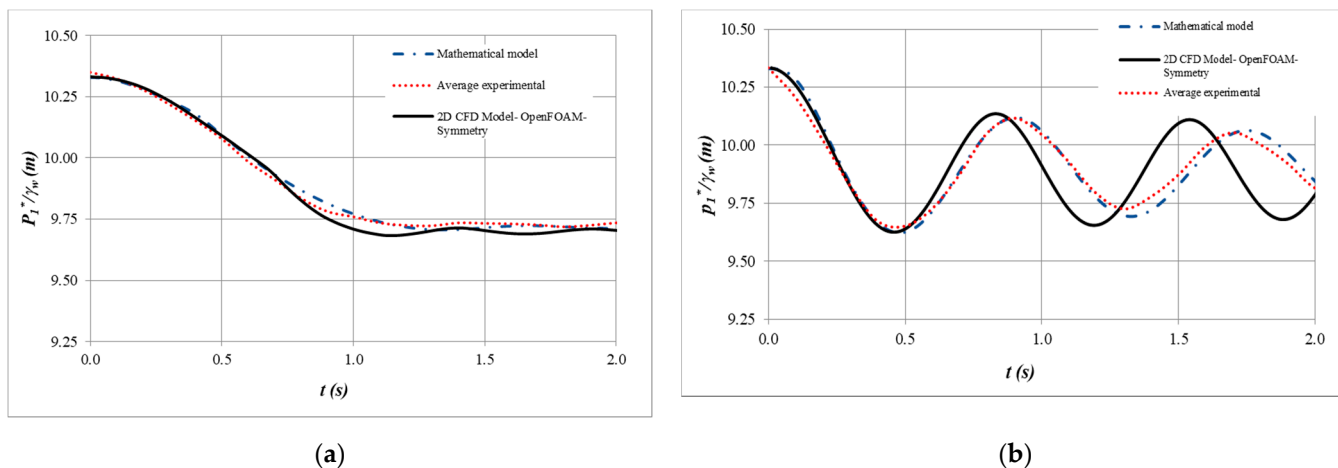 (a)
P₁*/γw (m)
10.50
10.25
10.00
9.75
9.50
9.25
0.0
0.5
1.0
1.5
2.0
t (s)
Mathematical model
Average experimental
2D CFD Model- OpenFOAM-
Symmetry
(b)
p₁*/γw (m)
10.50
10.25
10.00
9.75
9.50
9.25
0.0
0.5
1.0
1.5
2.0
t (s)
Mathematical model
2D CFD Model- OpenFOAM-
Symmetry
Average experimental